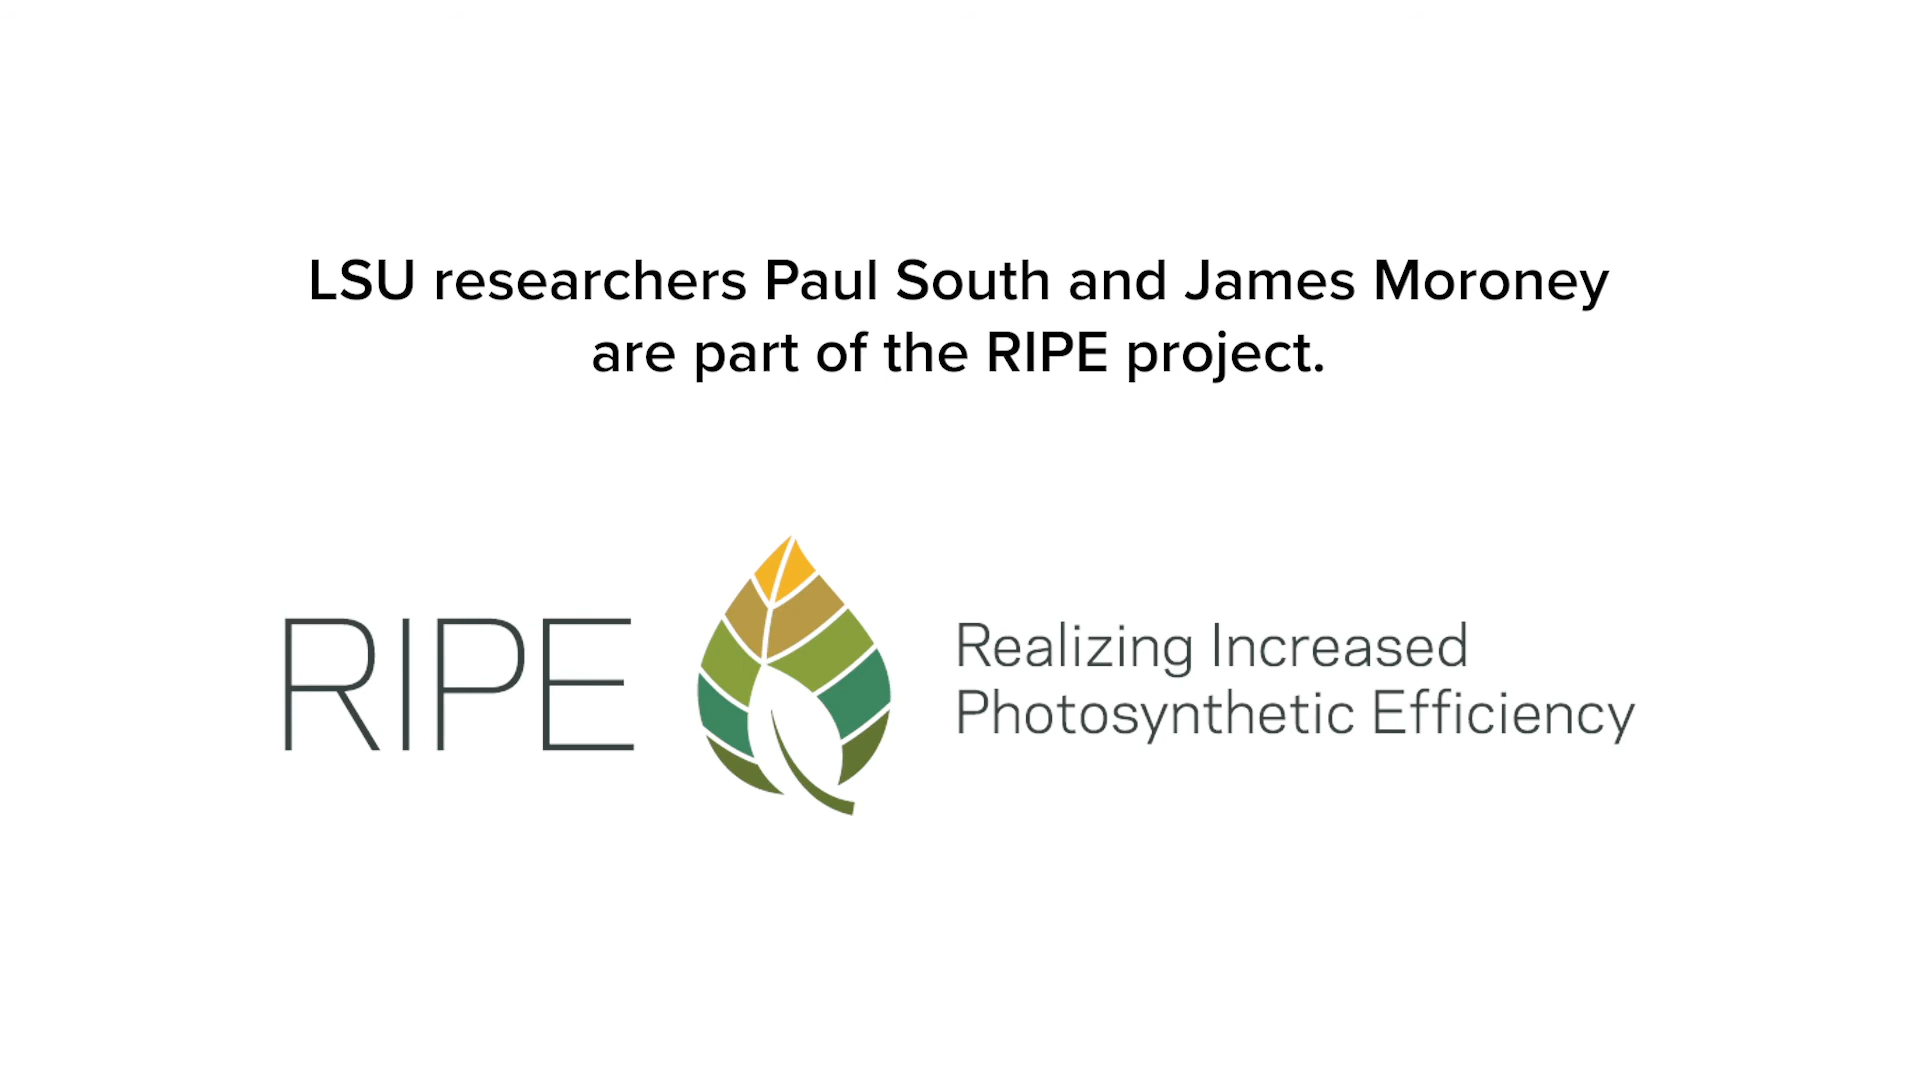 LSU researchers Paul South and James Moroney
are part of the RIPE project.
RIPE
Realizing Increased
Photosynthetic Efficiency